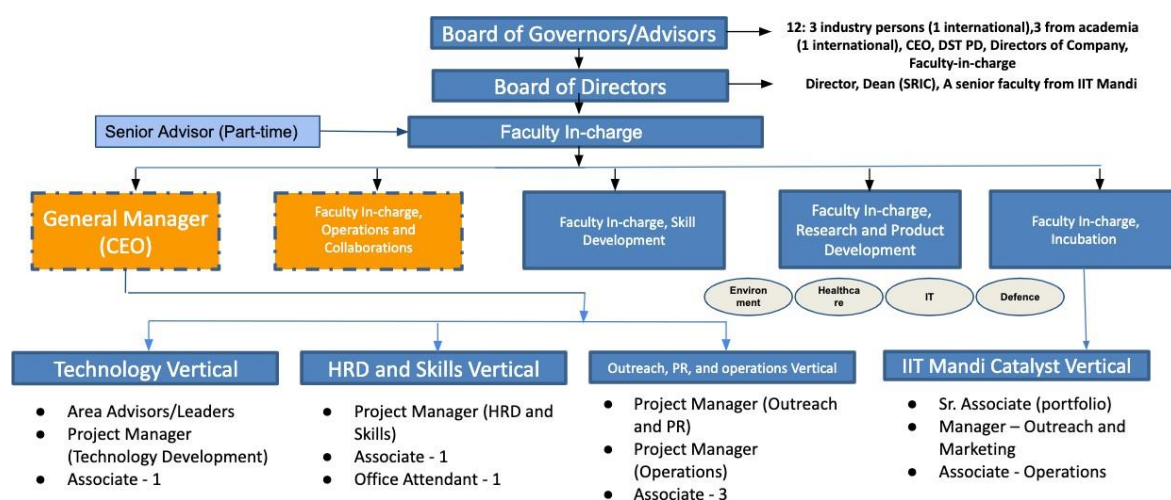 Board of Governors/Advisors
12: 3 industry persons (1 international),3 from academia
(1 international), CEO, DST PD, Directors of Company,
Faculty-in-charge
Board of Directors
Director, Dean (SRIC), A senior faculty from IIT Mandi
Senior Advisor (Part-time)
Faculty In-charge
General Manager
(CEO)
Faculty In-charge,
Operations and
Collaborations
Faculty In-charge, Skill
Development
Faculty In-charge,
Research and Product
Development
Faculty In-charge,
Incubation
Environ
ment
Healthca
re
IT
Defence
Technology Vertical
● Area Advisors/Leaders
● Project Manager
(Technology Development)
● Associate - 1
HRD and Skills Vertical
● Project Manager (HRD and
Skills)
● Associate - 1
● Office Attendant - 1
Outreach, PR, and operations Vertical
● Project Manager (Outreach
and PR)
● Project Manager
(Operations)
● Associate - 3
IIT Mandi Catalyst Vertical
● Sr. Associate (portfolio)
● Manager – Outreach and
Marketing
● Associate - Operations